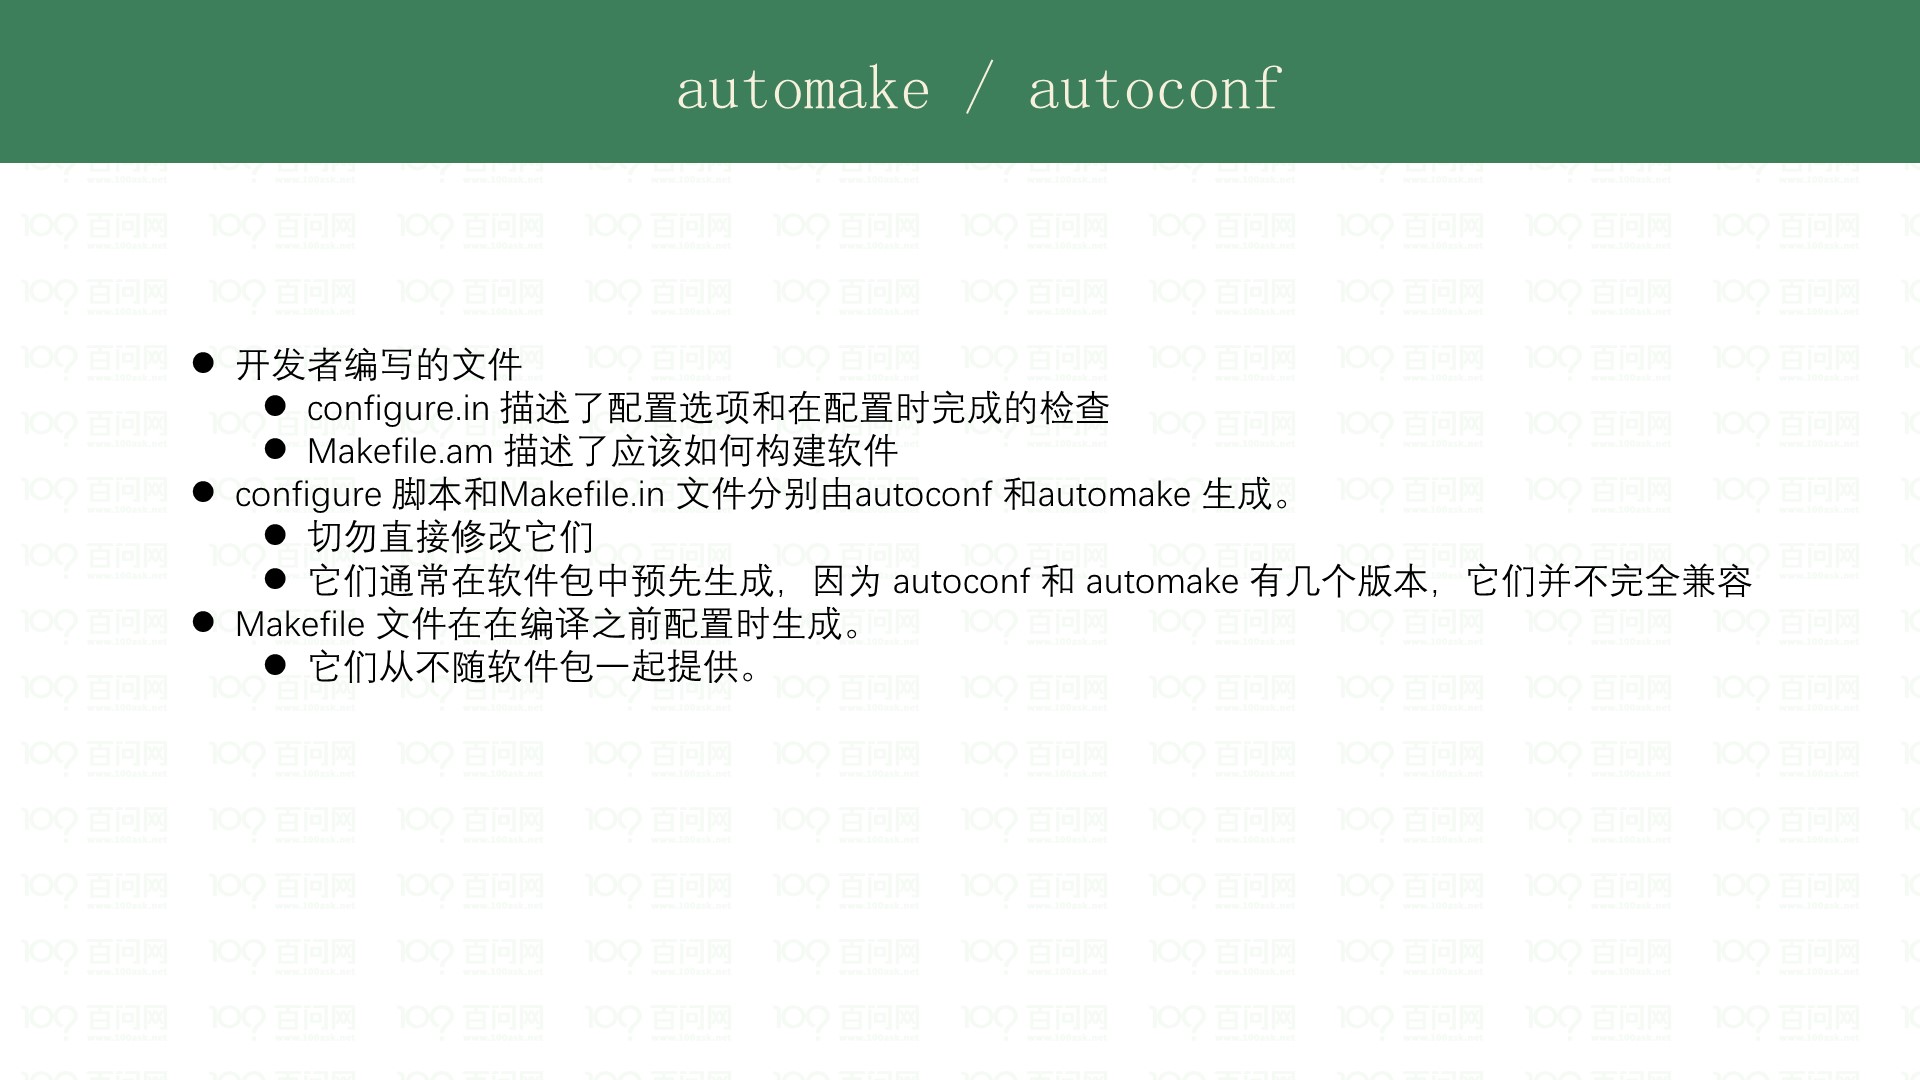 automake / autoconf
开发者编写的文件
configure.in 描述了配置选项和在配置时完成的检查
Makefile.am 描述了应该如何构建软件
configure 脚本和Makefile.in 文件分别由autoconf 和automake 生成。
切勿直接修改它们
它们通常在软件包中预先生成，因为 autoconf 和 automake 有几个版本，它们并不完全兼容
Makefile 文件在在编译之前配置时生成。
它们从不随软件包一起提供。